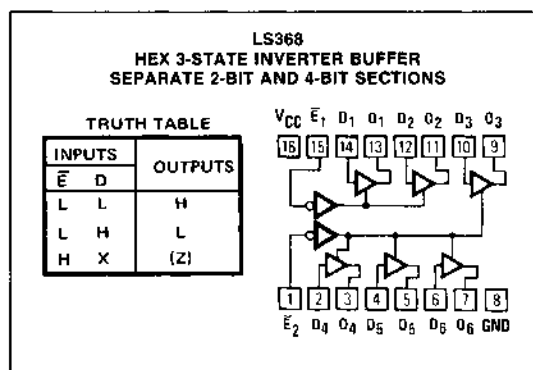 LS368
HEX 3-STATE INVERTER BUFFER
SEPARATE 2-BIT AND 4-BIT SECTIONS
TRUTH TABLE
INPUTS OUTPUTS
Ē D
L L H
L H L
H X (Z)
VCC Ē1 D1 O1 D2 O2 D3 O3
16 15 14 13 12 11 10 9
1 2 3 4 5 6 7 8
Ē2 D4 O4 D5 O5 D6 O6 GND